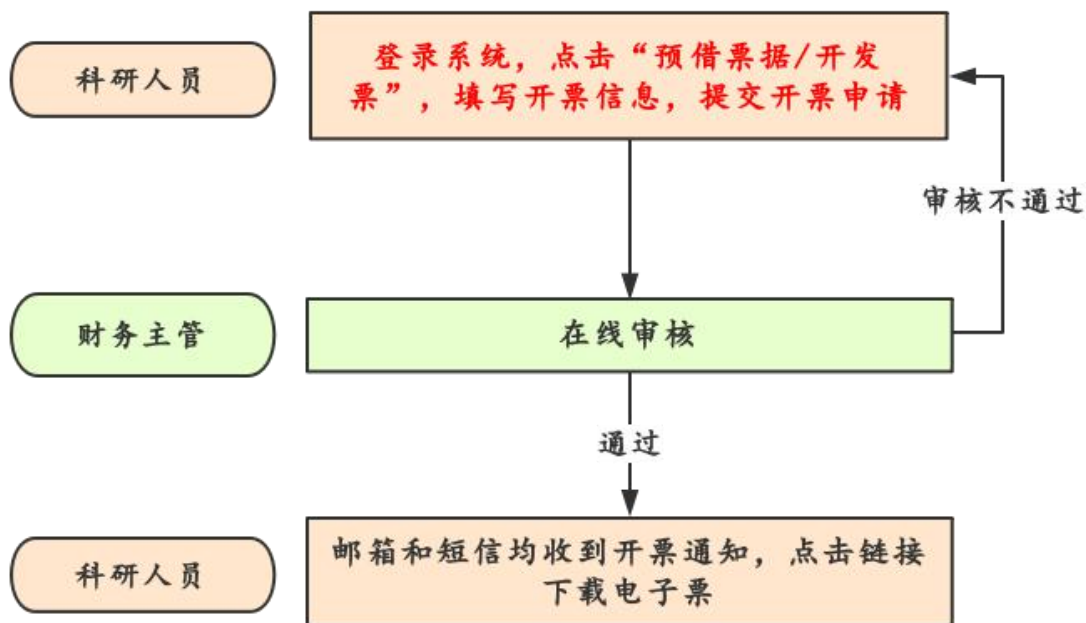 科研人员
登录系统，点击“预借票据/开发
票”，填写开票信息，提交开票申请
审核不通过
财务主管
在线审核
通过
科研人员
邮箱和短信均收到开票通知，点击链接
下载电子票